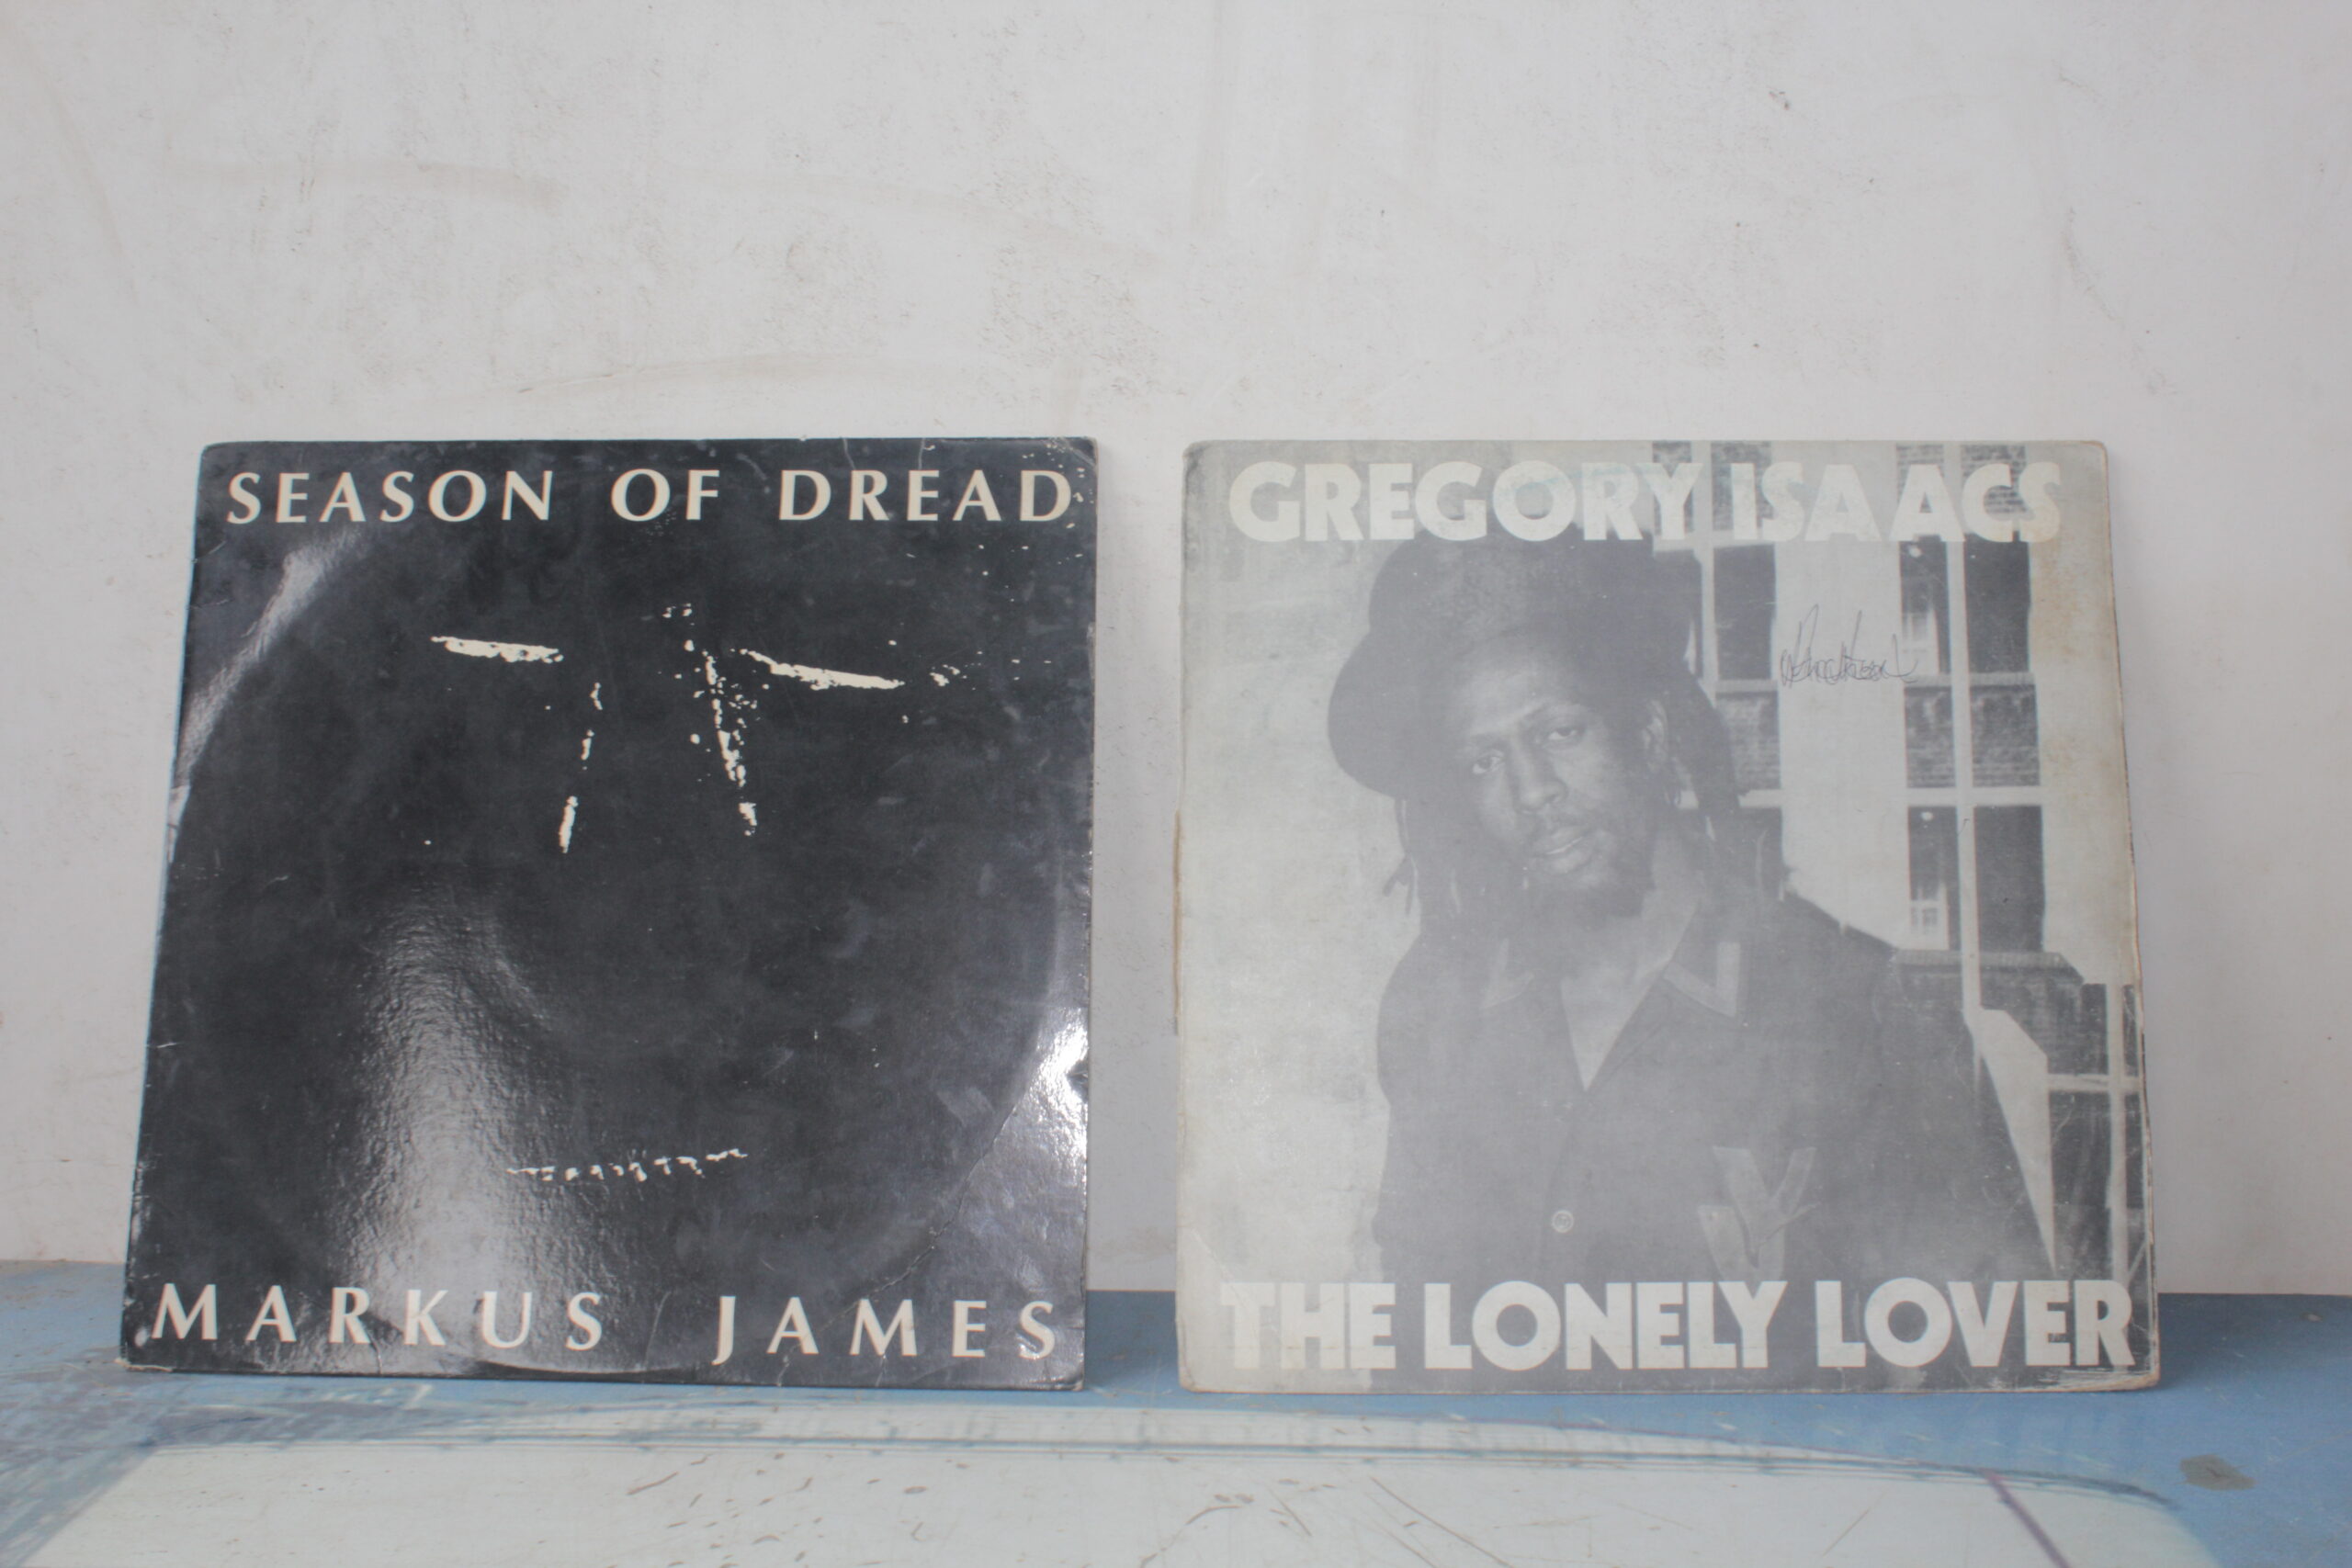 SEASON OF DREAD
MARKUS JAMES
GREGORY ISAACS
THE LONELY LOVER